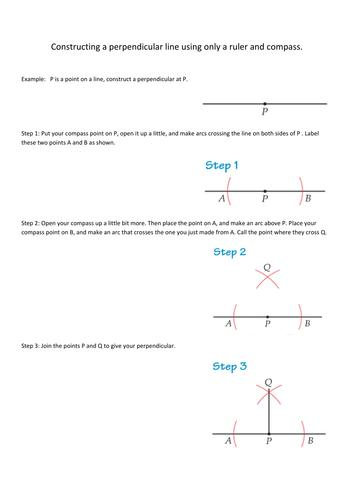 Constructing a perpendicular line using only a ruler and compass.
Example: P is a point on a line, construct a perpendicular at P.
P
Step 1: Put your compass point on P, open it up a little, and make arcs crossing the line on both sides of P . Label
these two points A and B as shown.
Step 1
A P B
Step 2: Open your compass up a little bit more. Then place the point on A, and make an arc above P. Place your
compass point on B, and make an arc that crosses the one you just made from A. Call the point where they cross Q.
Step 2
Q
A P B
Step 3: Join the points P and Q to give your perpendicular.
Step 3
Q
A P B